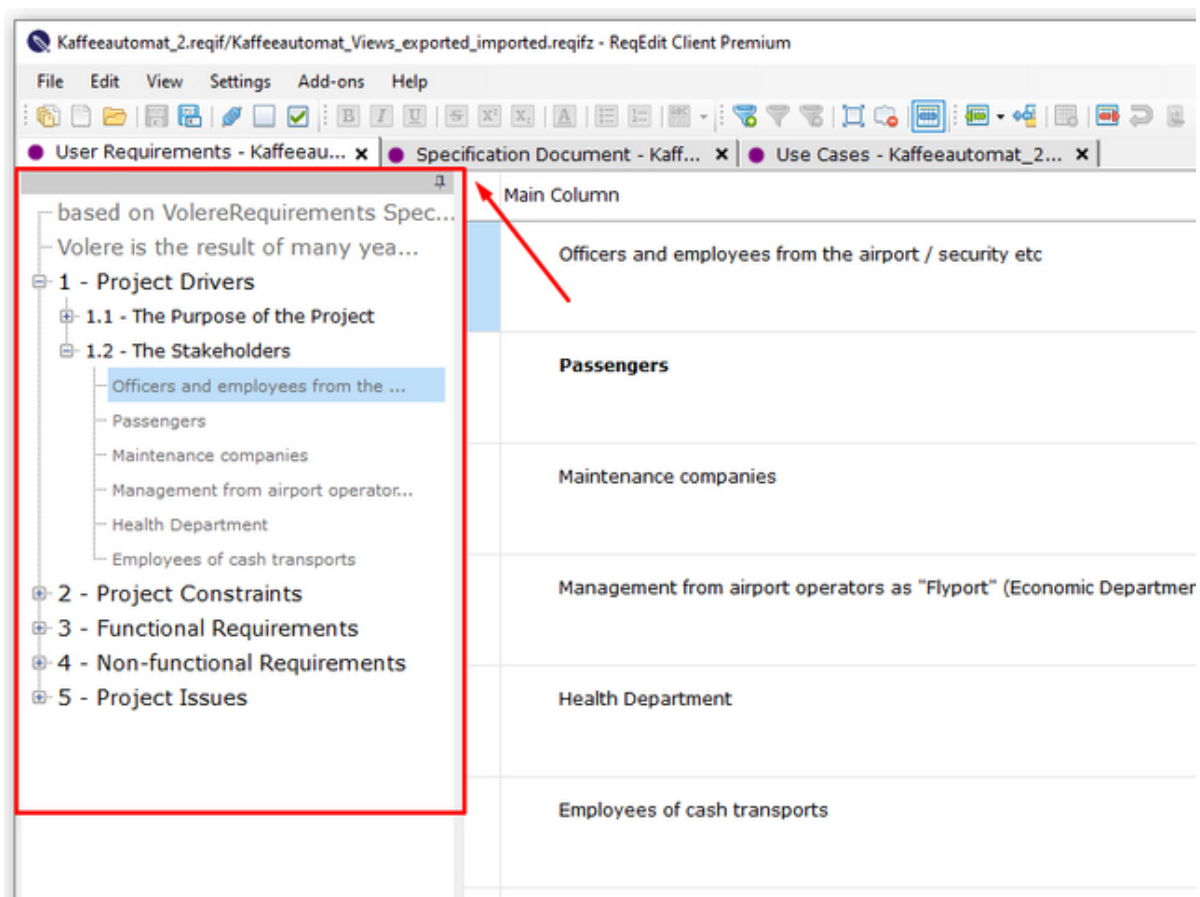 Kaffeeautomat_2.reqif/Kaffeeautomat_Views_exported_imported.reqifz - ReqEdit Client Premium
File Edit View Settings Add-ons Help
B I U S X² X₂ A
User Requirements - Kaffeeau... x Specification Document - Kaff... x Use Cases - Kaffeeautomat_2... x
based on VolereRequirements Spec...
Volere is the result of many yea...
1 - Project Drivers
1.1 - The Purpose of the Project
1.2 - The Stakeholders
Officers and employees from the ...
Passengers
Maintenance companies
Management from airport operator...
Health Department
Employees of cash transports
2 - Project Constraints
3 - Functional Requirements
4 - Non-functional Requirements
5 - Project Issues
Main Column
Officers and employees from the airport / security etc
Passengers
Maintenance companies
Management from airport operators as "Flyport" (Economic Departmen
Health Department
Employees of cash transports